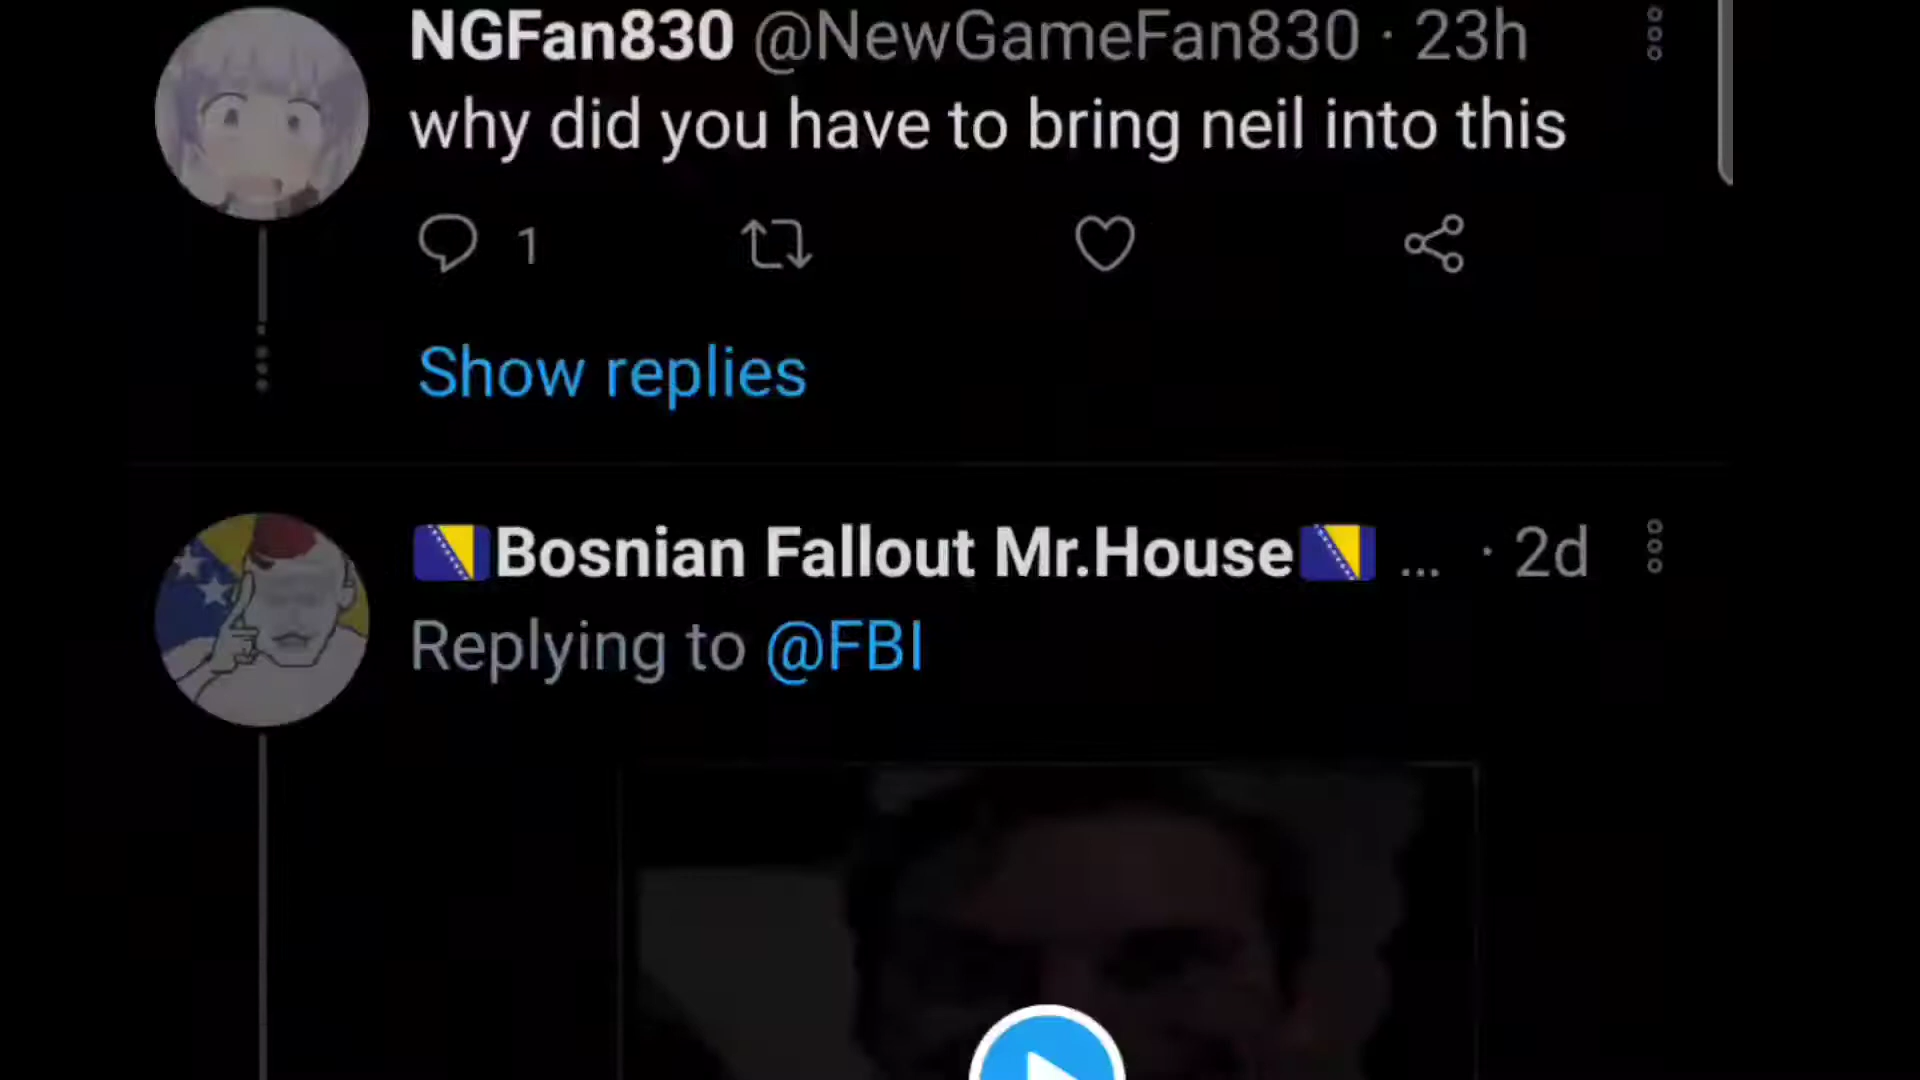 NGFan830 @NewGameFan830 · 23h
why did you have to bring neil into this
1
Show replies
🇧🇦Bosnian Fallout Mr.House🇧🇦 ... · 2d
Replying to @FBI